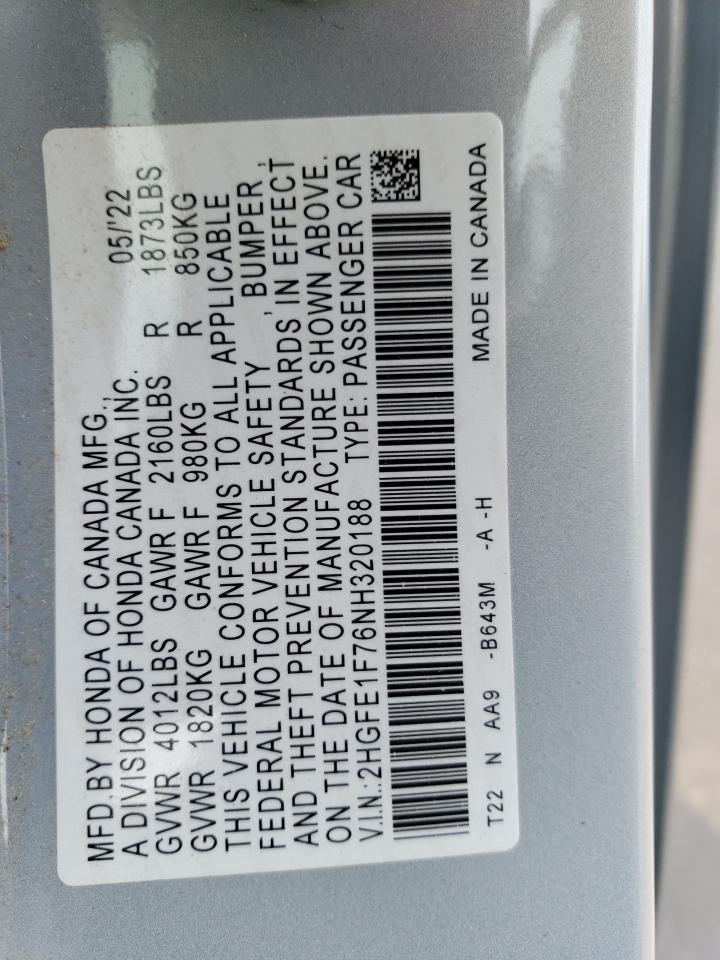 MFD.BY HONDA OF CANADA MFG., 05/'22
A DIVISION OF HONDA CANADA INC.
GVWR 4012LBS GAWR F 2160LBS R 1873LBS
GVWR 1820KG GAWR F 980KG R 850KG
THIS VEHICLE CONFORMS TO ALL APPLICABLE
FEDERAL MOTOR VEHICLE SAFETY , BUMPER ,
AND THEFT PREVENTION STANDARDS IN EFFECT
ON THE DATE OF MANUFACTURE SHOWN ABOVE.
V.I.N.:2HGFE1F76NH320188 TYPE: PASSENGER CAR
T22 N AA9 -B643M -A -H MADE IN CANADA